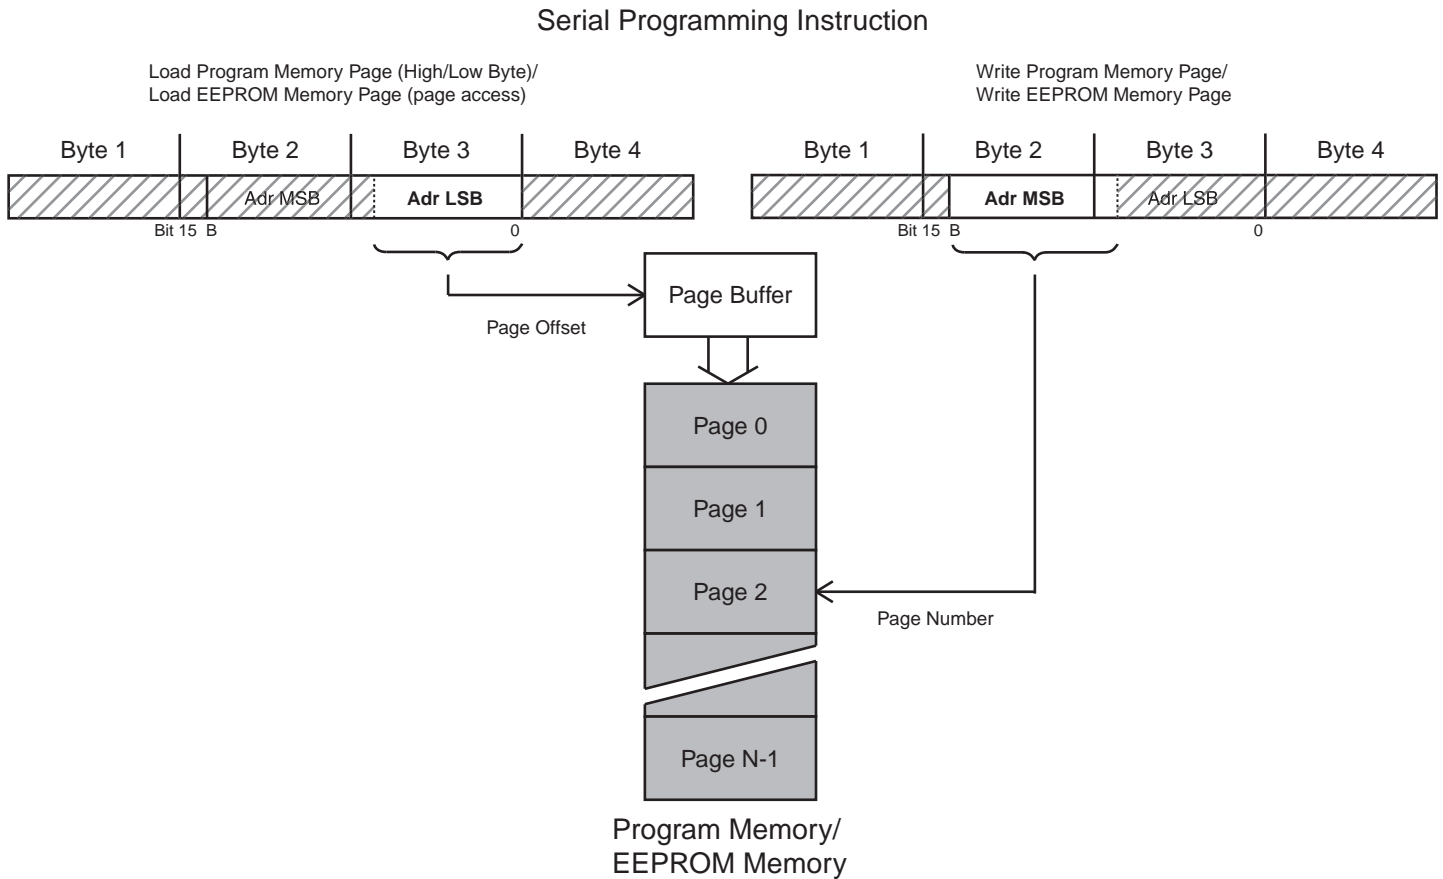 Serial Programming Instruction
Load Program Memory Page (High/Low Byte)/
Load EEPROM Memory Page (page access)
Write Program Memory Page/
Write EEPROM Memory Page
Byte 1 Byte 2 Byte 3 Byte 4
Adr MSB Adr LSB
Bit 15 B 0
Byte 1 Byte 2 Byte 3 Byte 4
Adr MSB Adr LSB
Bit 15 B 0
Page Buffer
Page Offset
Page 0
Page 1
Page 2
Page Number
Page N-1
Program Memory/
EEPROM Memory